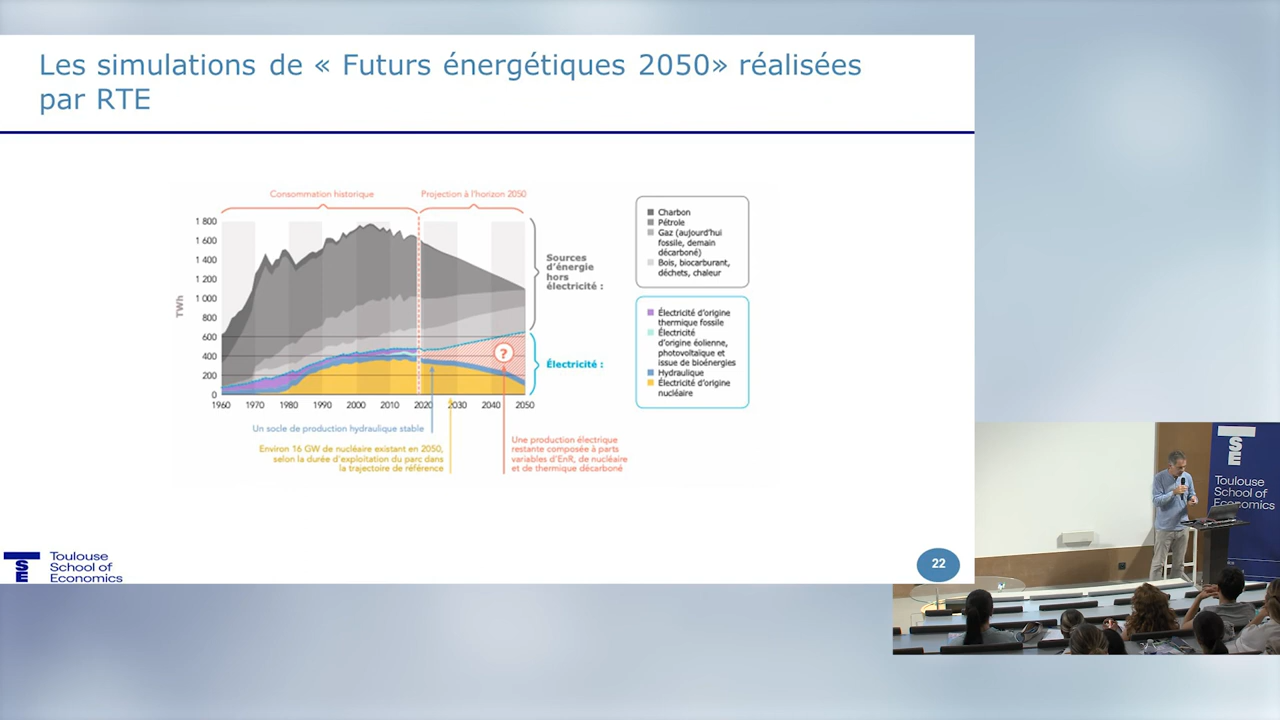 Les simulations de « Futurs énergétiques 2050» réalisées
par RTE
Consommation historique
Projection à l'horizon 2050
TWh
1 800
1 600
1 400
1 200
1 000
800
600
400
200
0
1960 1970 1980 1990 2000 2010 2020 2030 2040 2050
?
Sources
d'énergie
hors
électricité :
Électricité :
Charbon
Pétrole
Gaz (aujourd'hui
fossile, demain
décarboné)
Bois, biocarburant,
déchets, chaleur
Électricité d'origine
thermique fossile
Électricité
d'origine éolienne,
photovoltaïque et
issue de bioénergies
Hydraulique
Électricité d'origine
nucléaire
Un socle de production hydraulique stable
Environ 16 GW de nucléaire existant en 2050,
selon la durée d'exploitation du parc dans
la trajectoire de référence
Une production électrique
restante composée à parts
variables d'EnR, de nucléaire
et de thermique décarboné
TSE
Toulouse
School of
Economics
22
TSE
Toulouse
School of
Economics